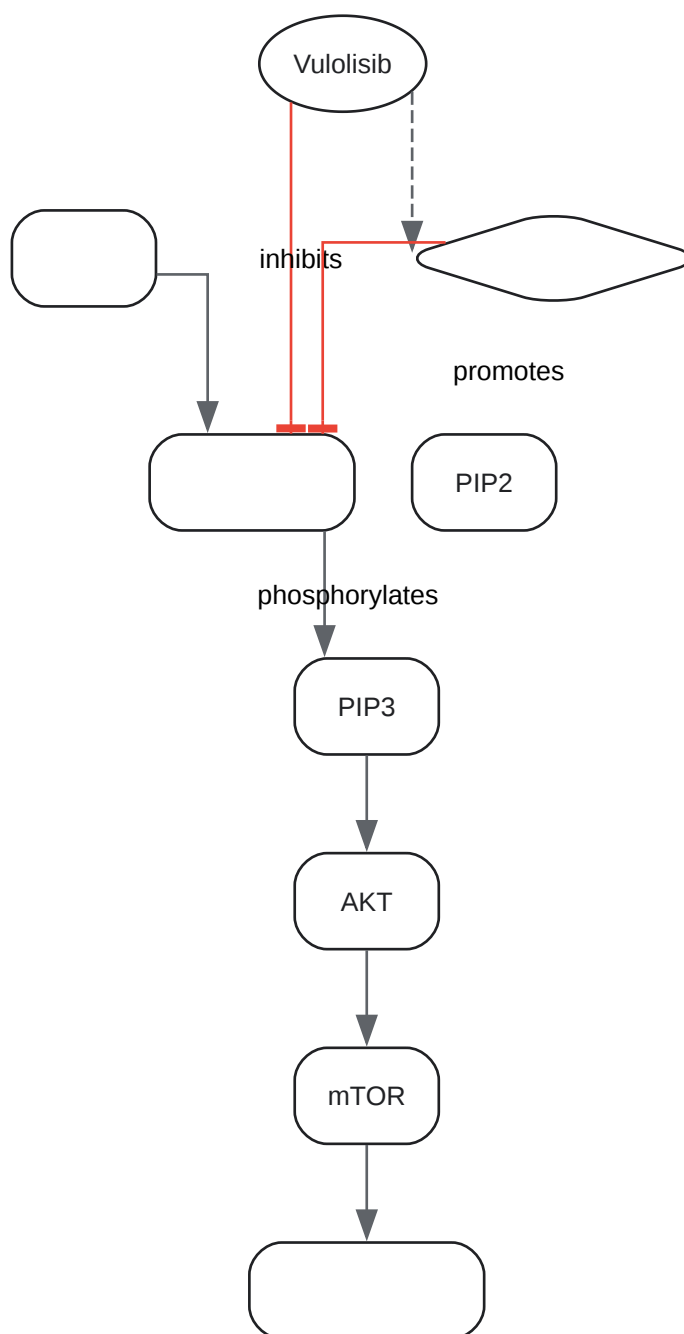 Vulolisib
inhibits
promotes
PIP2
phosphorylates
PIP3
AKT
mTOR